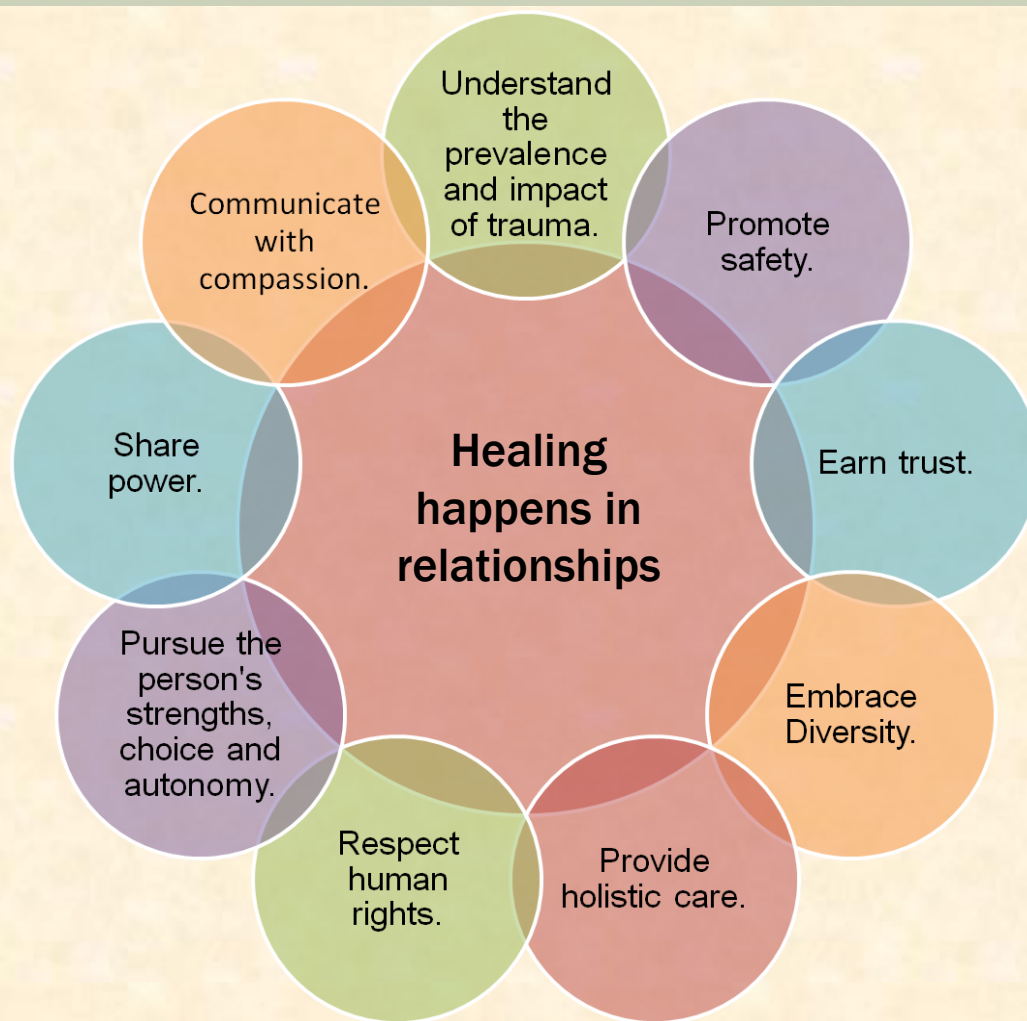 Understand
the
prevalence
and impact
of trauma.
Promote
safety.
Earn trust.
Embrace
Diversity.
Provide
holistic care.
Respect
human
rights.
Pursue the
person's
strengths,
choice and
autonomy.
Share
power.
Communicate
with
compassion.
Healing
happens in
relationships